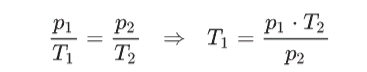 p₁/T₁ = p₂/T₂ ⇒ T₁ = p₁ · T₂/p₂